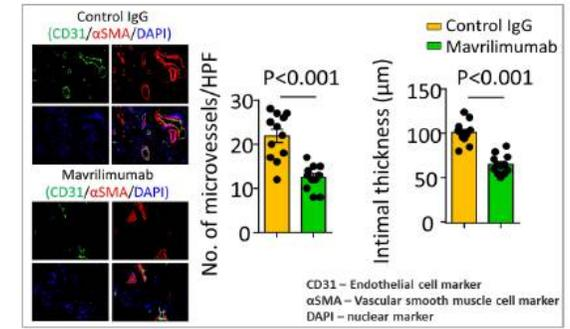 Control IgG
(CD31/αSMA/DAPI)
Mavrilimumab
(CD31/αSMA/DAPI)
Control IgG
Mavrilimumab
No. of microvessels/HPF
P<0.001
30
20
10
0
Intimal thickness (μm)
P<0.001
150
100
50
0
CD31 – Endothelial cell marker
αSMA – Vascular smooth muscle cell marker
DAPI – nuclear marker